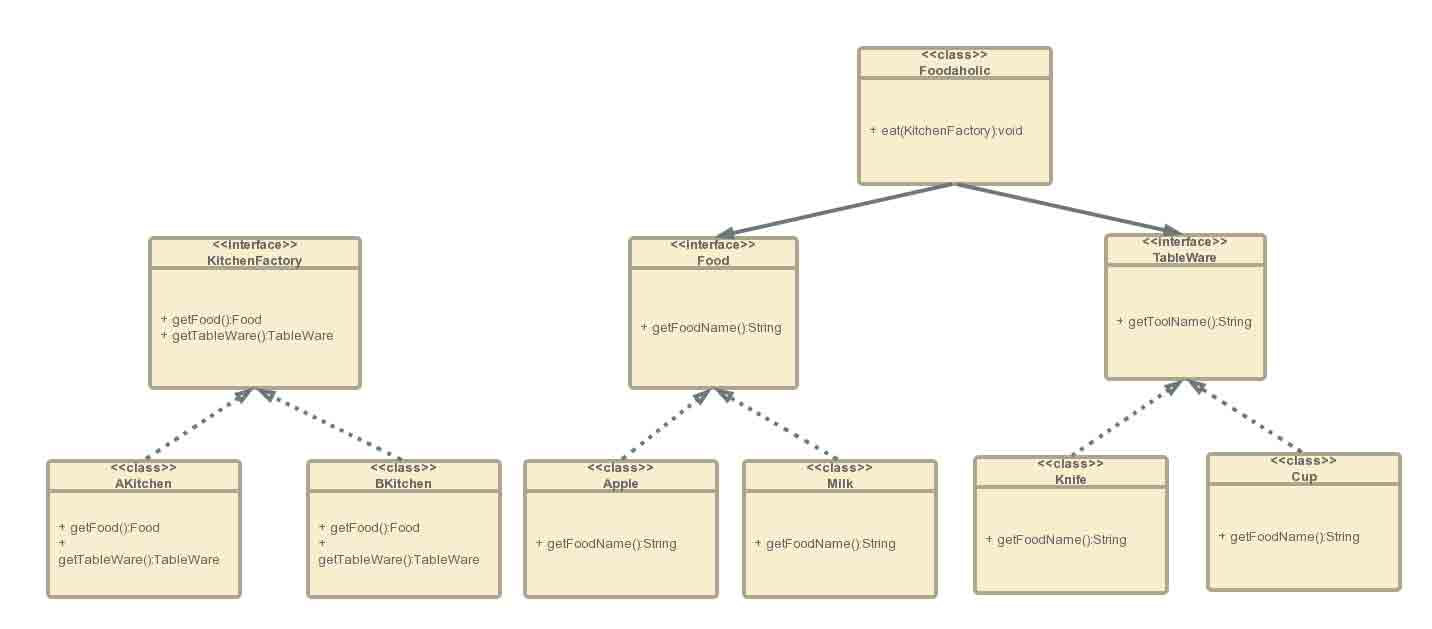 <<class>>
Foodaholic
+ eat(KitchenFactory):void
<<interface>>
KitchenFactory
+ getFood():Food
+ getTableWare():TableWare
<<interface>>
Food
+ getFoodName():String
<<interface>>
TableWare
+ getToolName():String
<<class>>
AKitchen
+ getFood():Food
+
getTableWare():TableWare
<<class>>
BKitchen
+ getFood():Food
+
getTableWare():TableWare
<<class>>
Apple
+ getFoodName():String
<<class>>
Milk
+ getFoodName():String
<<class>>
Knife
+ getFoodName():String
<<class>>
Cup
+ getFoodName():String